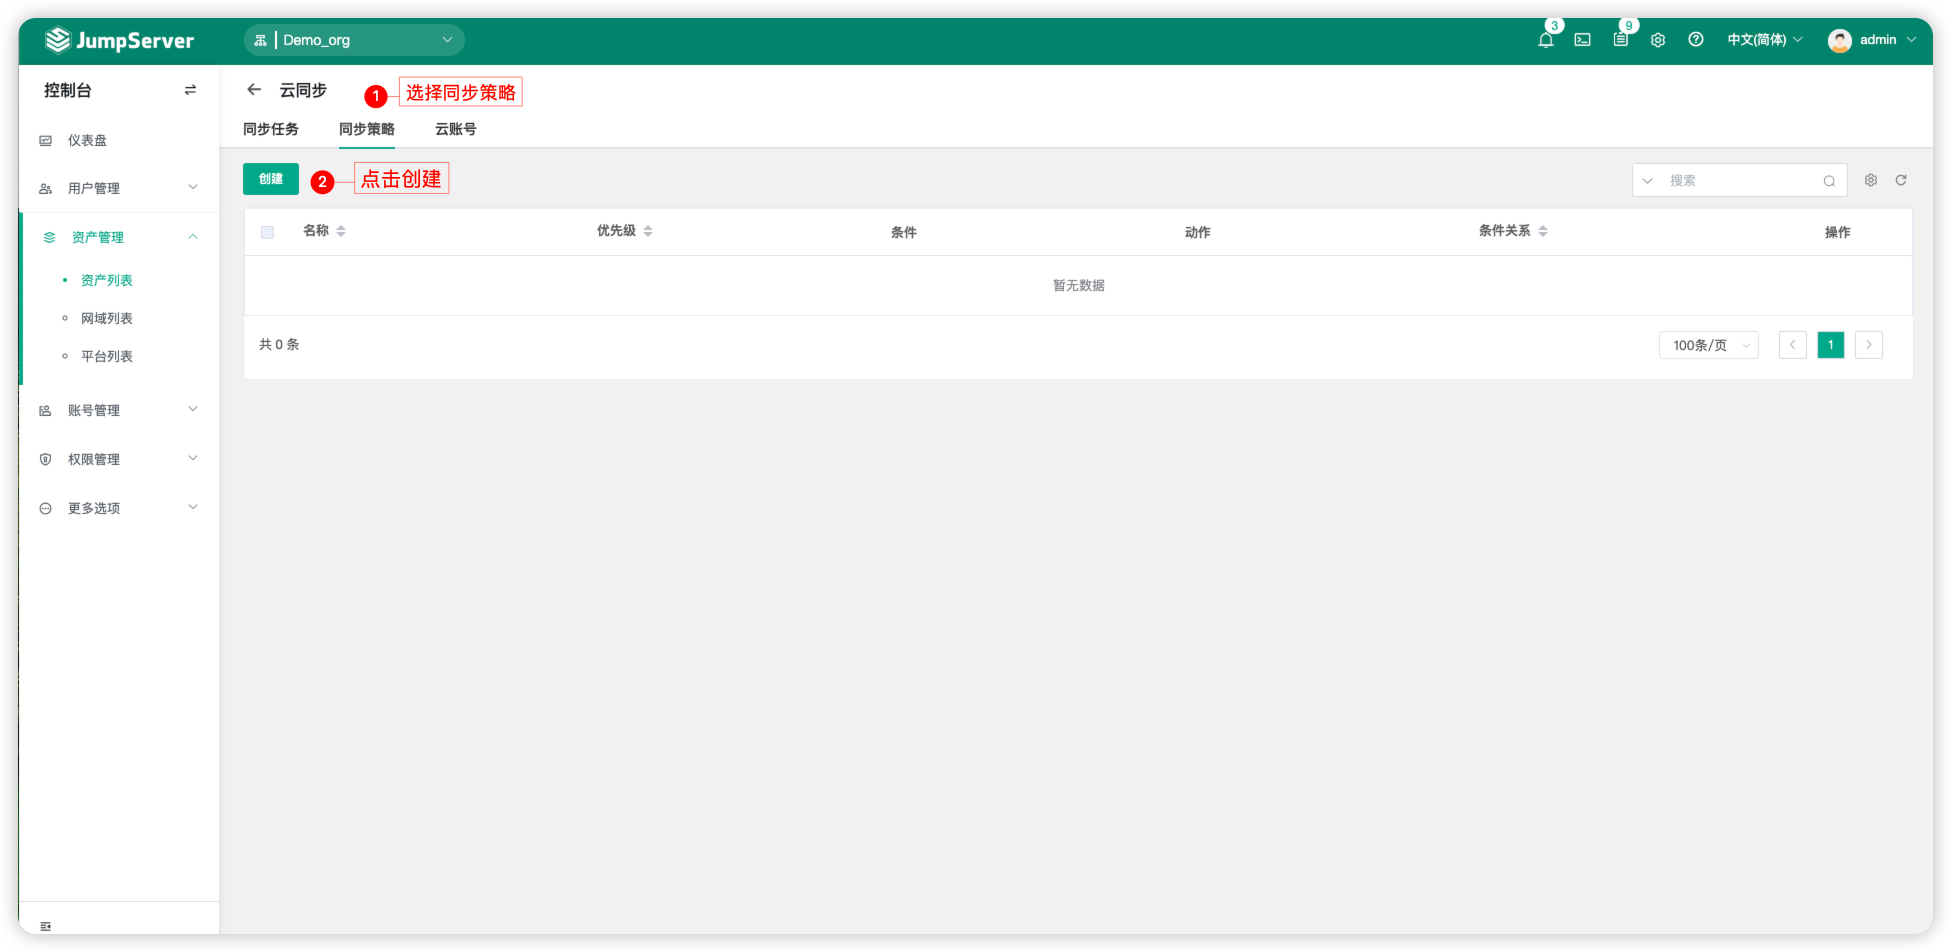 JumpServer
Demo_org
3
9
中文(简体)
admin
控制台
云同步
1
选择同步策略
同步任务
同步策略
云账号
仪表盘
用户管理
资产管理
资产列表
网域列表
平台列表
账号管理
权限管理
更多选项
创建
2
点击创建
搜索
名称
优先级
条件
动作
条件关系
操作
暂无数据
共 0 条
100条/页
1